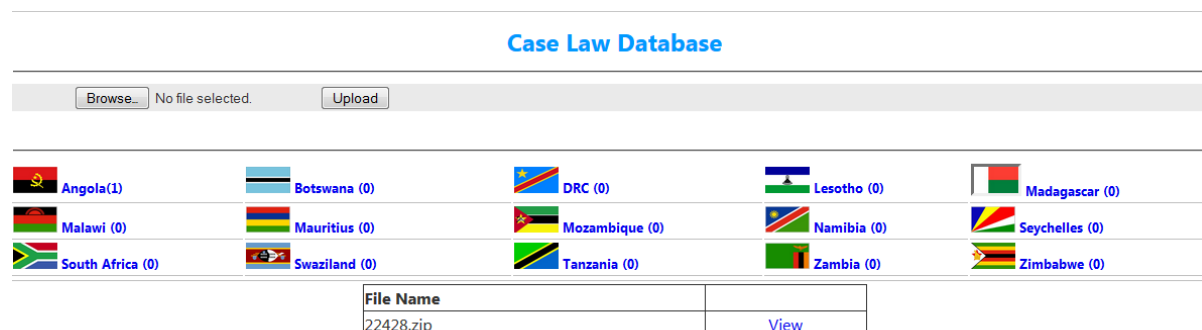 Case Law Database
Browse_ No file selected. Upload
Angola(1) Botswana (0) DRC (0) Lesotho (0) Madagascar (0)
Malawi (0) Mauritius (0) Mozambique (0) Namibia (0) Seychelles (0)
South Africa (0) Swaziland (0) Tanzania (0) Zambia (0) Zimbabwe (0)
File Name
22428.zip View